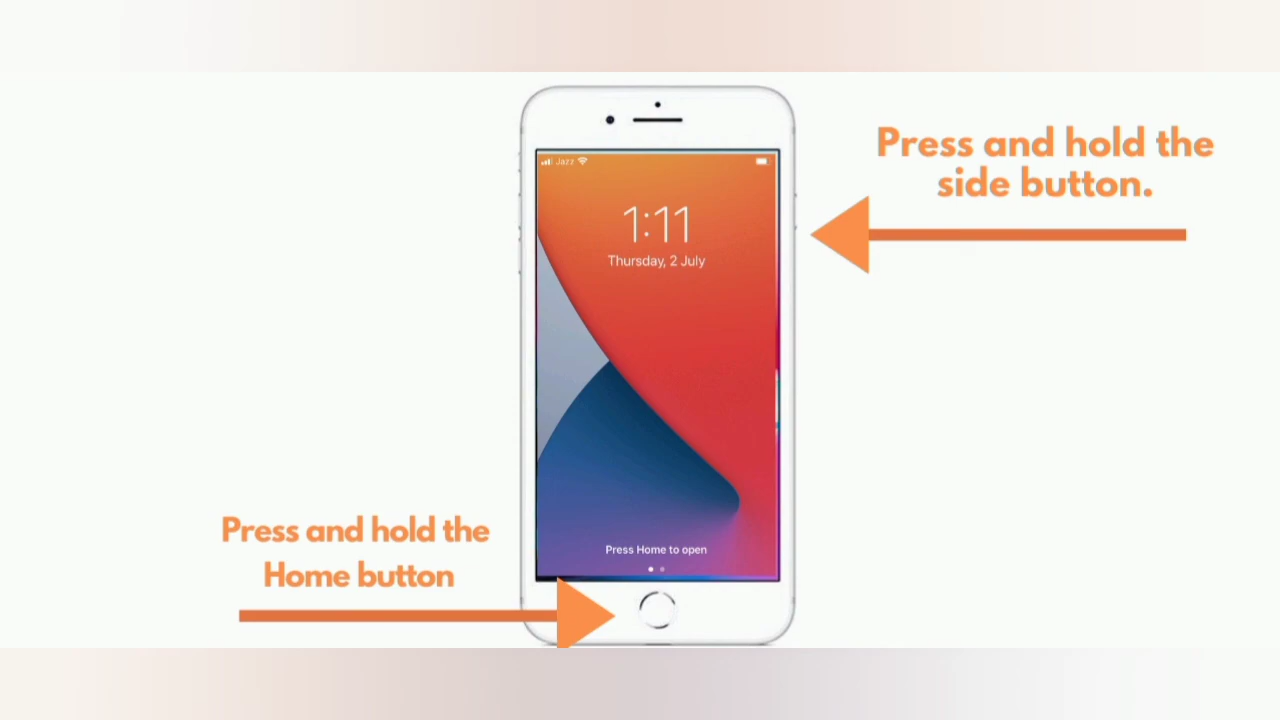 Press and hold the
side button.
Jazz
1:11
Thursday, 2 July
Press and hold the
Home button
Press Home to open